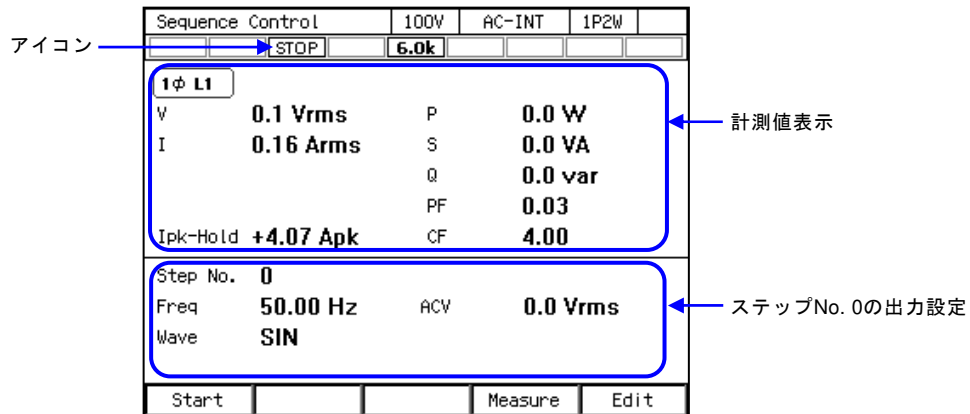 Sequence Control 100V AC-INT 1P2W
アイコン STOP 6.0k
1φ L1
V 0.1 Vrms P 0.0 W
計測値表示
I 0.16 Arms S 0.0 VA
Q 0.0 var
PF 0.03
Ipk-Hold +4.07 Apk CF 4.00
Step No. 0
Freq 50.00 Hz ACV 0.0 Vrms
ステップNo. 0の出力設定
Wave SIN
Start Measure Edit